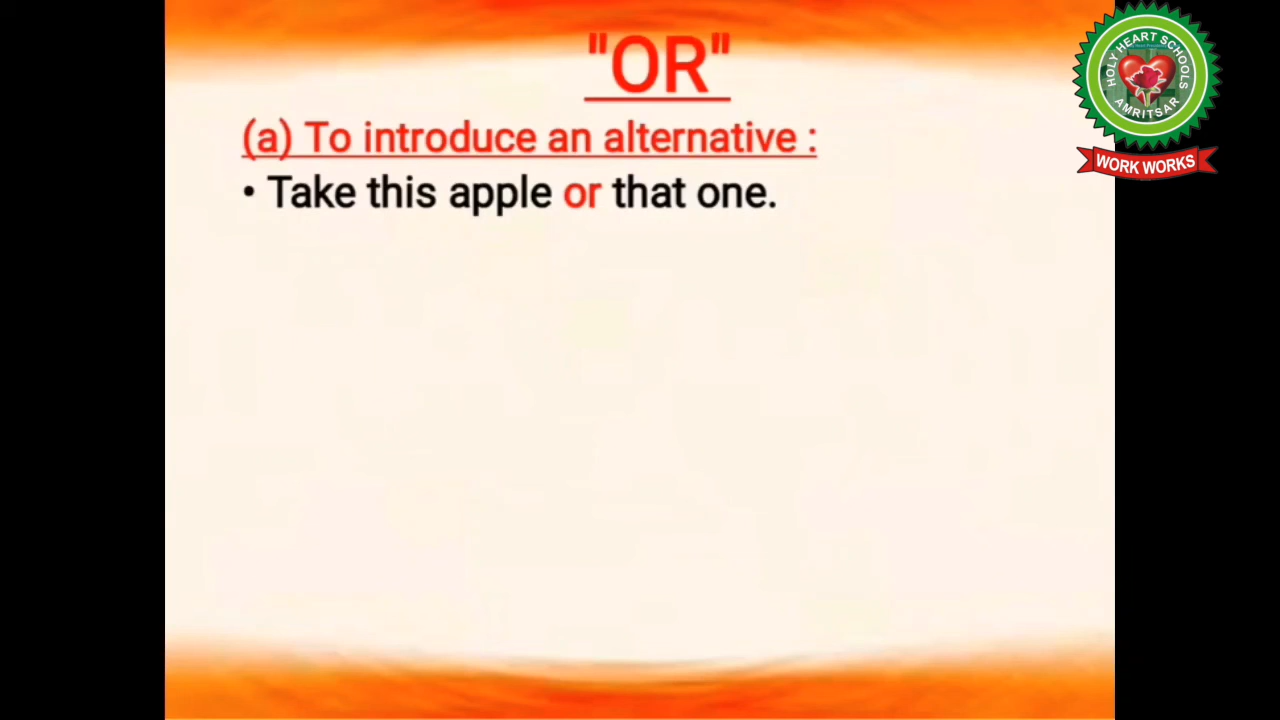 "OR"
(a) To introduce an alternative :
• Take this apple or that one.
HOLY HEART SCHOOLS
AMRITSAR
WORK WORKS